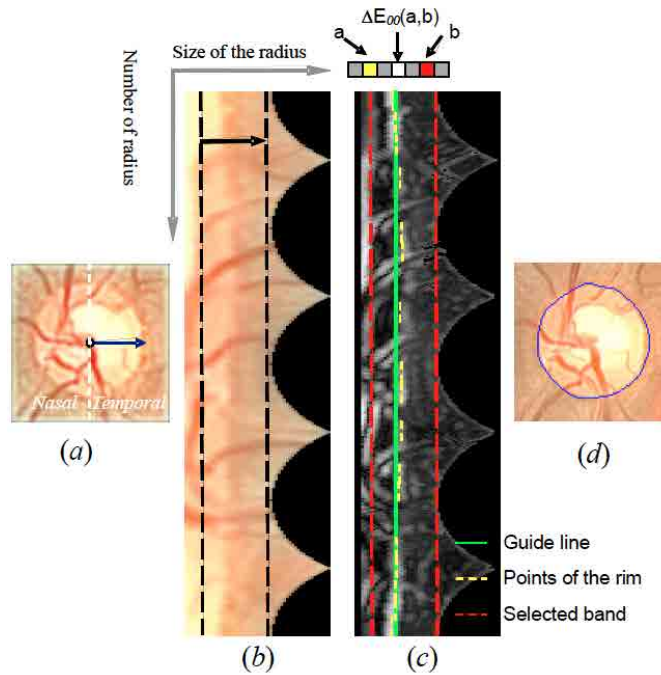 ΔE₀₀(a,b)
a
b
Size of the radius
Number of radius
Nasal Temporal
(a)
(d)
Guide line
Points of the rim
Selected band
(b)
(c)